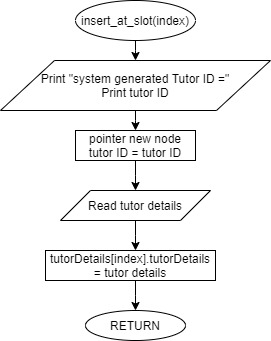 insert_at_slot(index)
Print "system generated Tutor ID ="
Print tutor ID
pointer new node
tutor ID = tutor ID
Read tutor details
tutorDetails[index].tutorDetails
= tutor details
RETURN